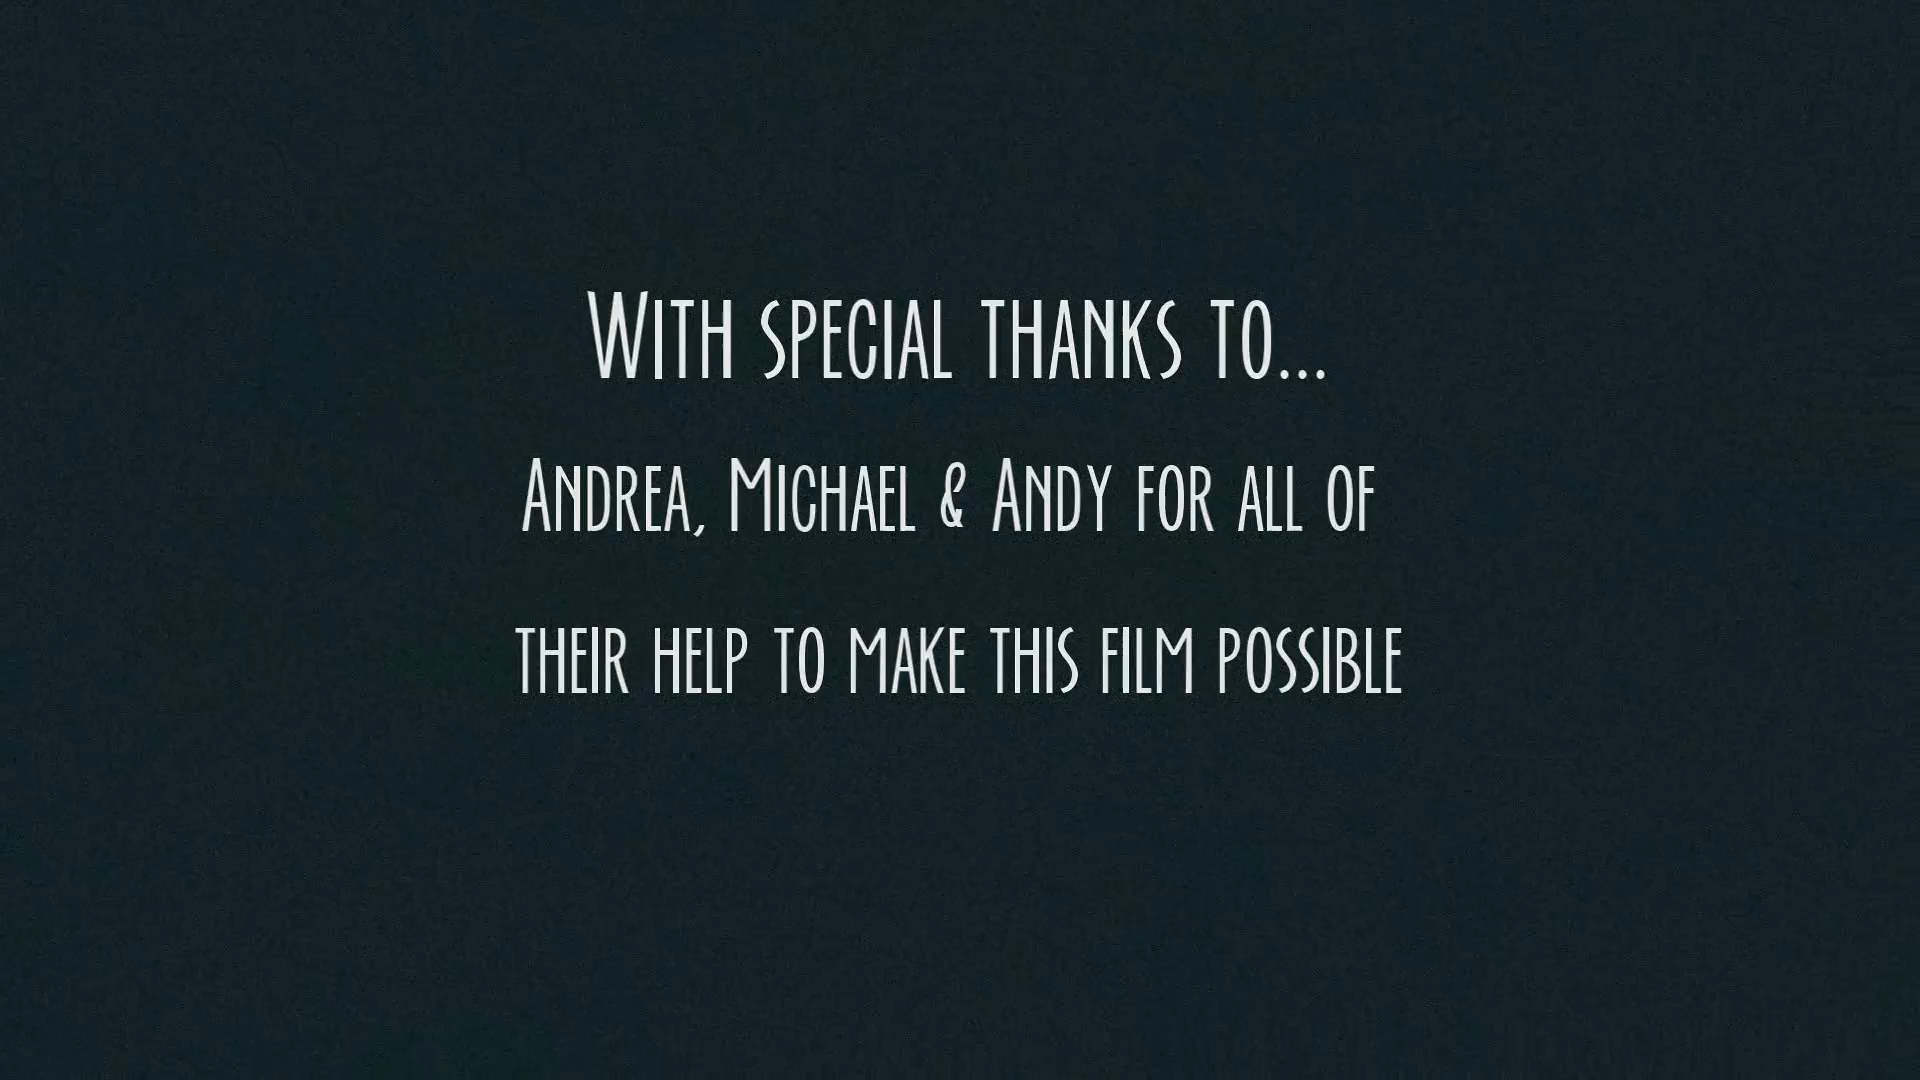 With special thanks to...
Andrea, Michael & Andy for all of
their help to make this film possible